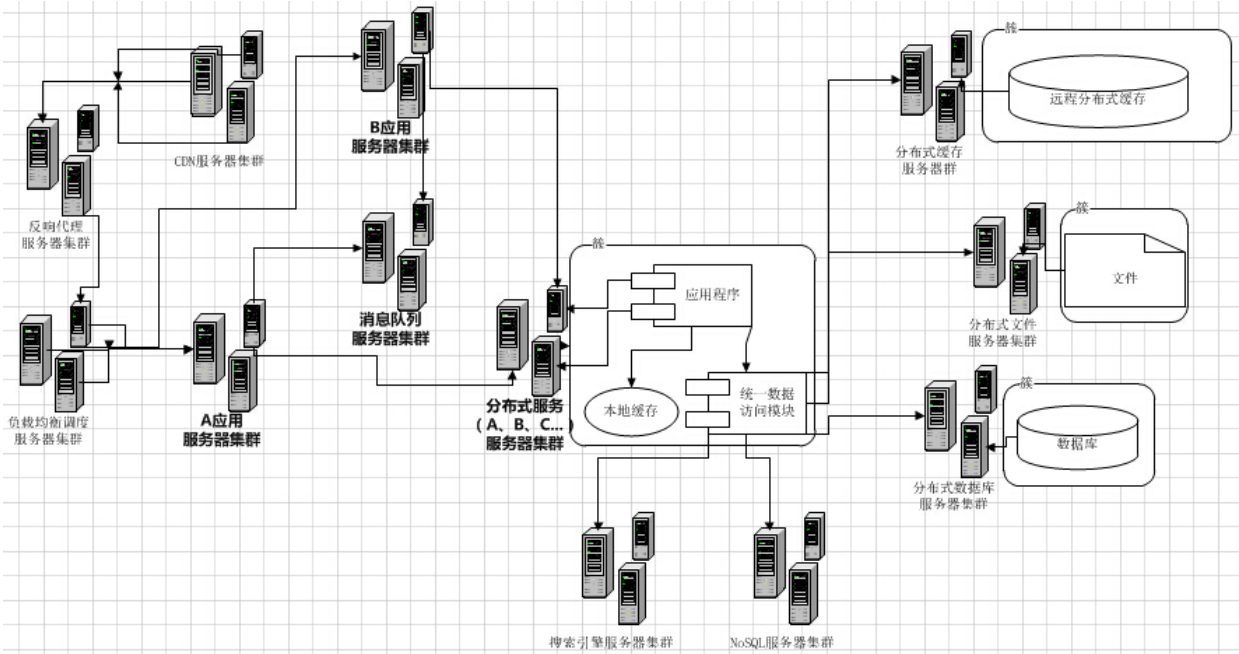 簇
远程分布式缓存
B应用
服务器集群
CDN服务器集群
分布式缓存
服务器群
簇
反响代理
服务器集群
簇
文件
应用程序
消息队列
服务器集群
分布式文件
服务器集群
簇
统一数据
访问模块
本地缓存
分布式服务
（A、B、C...）
服务器集群
负载均衡调度
服务器集群
A应用
服务器集群
数据库
分布式数据库
服务器集群
搜索引擎服务器集群
NoSQL服务器集群